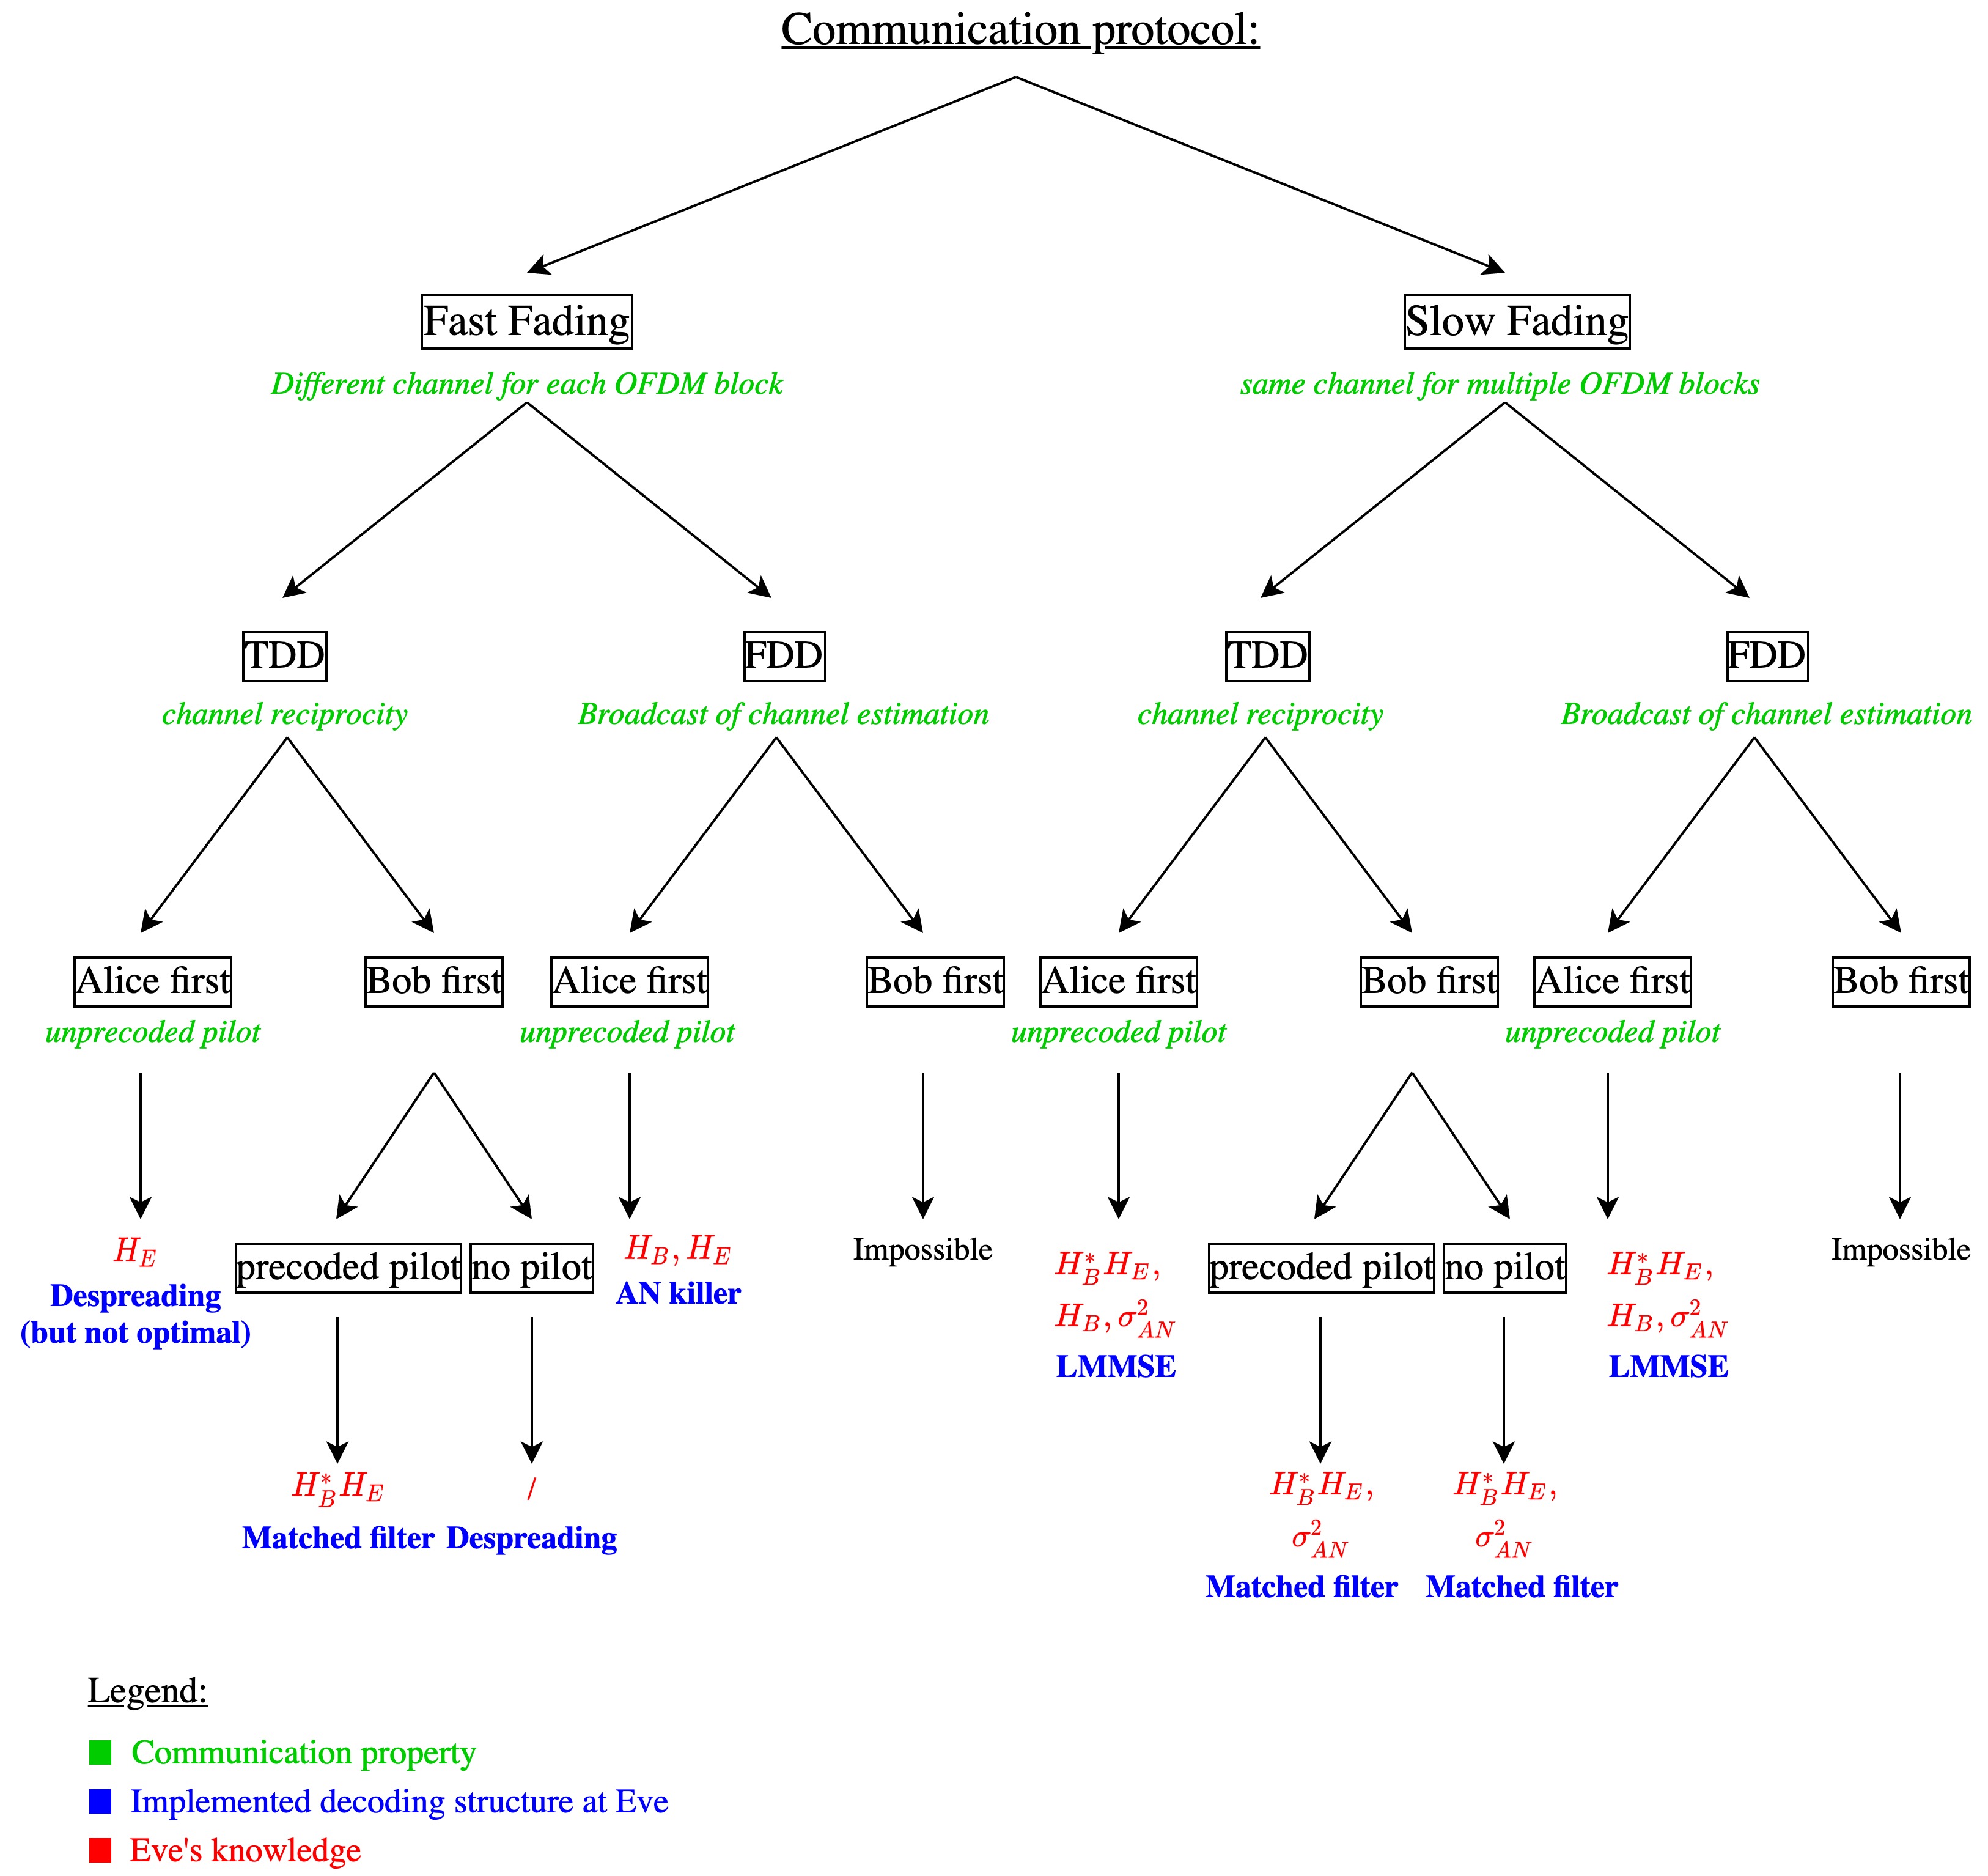 Communication protocol:
Fast Fading
Slow Fading
Different channel for each OFDM block
same channel for multiple OFDM blocks
TDD
FDD
TDD
FDD
channel reciprocity
Broadcast of channel estimation
channel reciprocity
Broadcast of channel estimation
Alice first
Bob first
Alice first
Bob first
Alice first
Bob first
Alice first
Bob first
unprecoded pilot
unprecoded pilot
unprecoded pilot
unprecoded pilot
$H_E$
Despreading
(but not optimal)
precoded pilot
no pilot
$H_B, H_E$
AN killer
Impossible
$H_B^* H_E,$
$H_B, \sigma_{AN}^2$
LMMSE
precoded pilot
no pilot
$H_B^* H_E,$
$H_B, \sigma_{AN}^2$
LMMSE
Impossible
$H_B^* H_E$
Matched filter
/
Despreading
$H_B^* H_E,$
$\sigma_{AN}^2$
Matched filter
$H_B^* H_E,$
$\sigma_{AN}^2$
Matched filter
Legend:
Communication property
Implemented decoding structure at Eve
Eve's knowledge